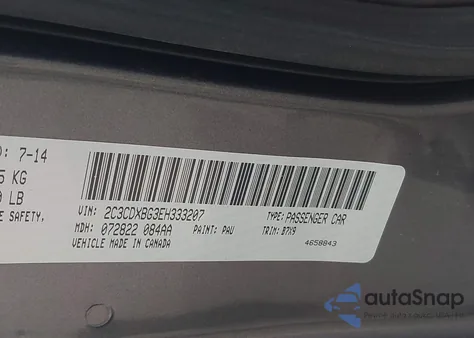 D: 7-14
5 KG
0 LB
E SAFETY,
VIN: 2C3CDXBG3EH333207 TYPE: PASSENGER CAR
MDH: 072822 084AA PAINT: PAU TRIM: B7X9
VEHICLE MADE IN CANADA 4658843
autoSnap